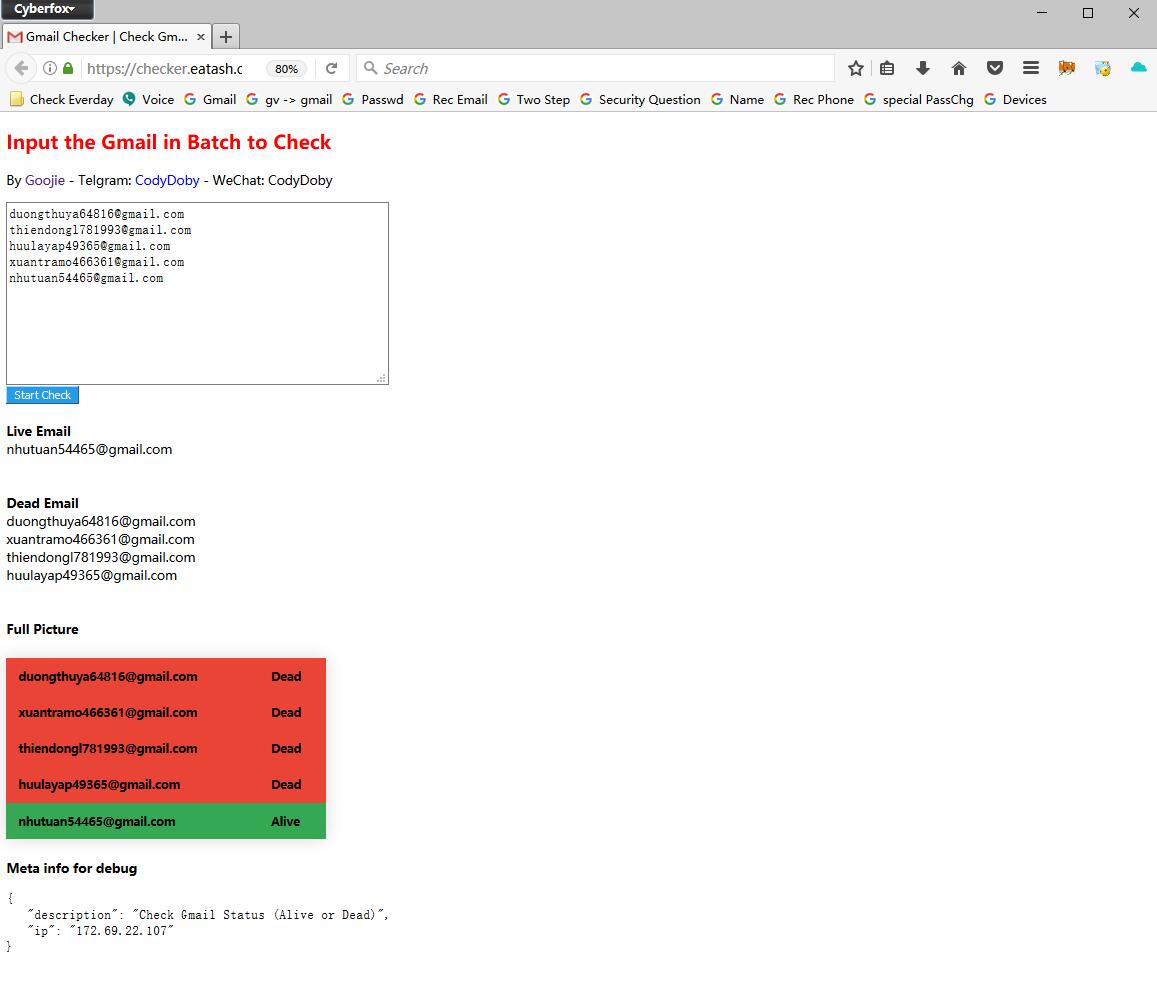 Cyberfox
Gmail Checker | Check Gm...
https://checker.eatash.c
80%
Search
Check Everday
Voice
Gmail
gv -> gmail
Passwd
Rec Email
Two Step
Security Question
Name
Rec Phone
special PassChg
Devices
Input the Gmail in Batch to Check
By Goojie - Telgram: CodyDoby - WeChat: CodyDoby
duongthuya64816@gmail.com
thiendongl781993@gmail.com
huulayap49365@gmail.com
xuantramo466361@gmail.com
nhutuan54465@gmail.com
Start Check
Live Email
nhutuan54465@gmail.com
Dead Email
duongthuya64816@gmail.com
xuantramo466361@gmail.com
thiendongl781993@gmail.com
huulayap49365@gmail.com
Full Picture
duongthuya64816@gmail.com Dead
xuantramo466361@gmail.com Dead
thiendongl781993@gmail.com Dead
huulayap49365@gmail.com Dead
nhutuan54465@gmail.com Alive
Meta info for debug
{
"description": "Check Gmail Status (Alive or Dead)",
"ip": "172.69.22.107"
}